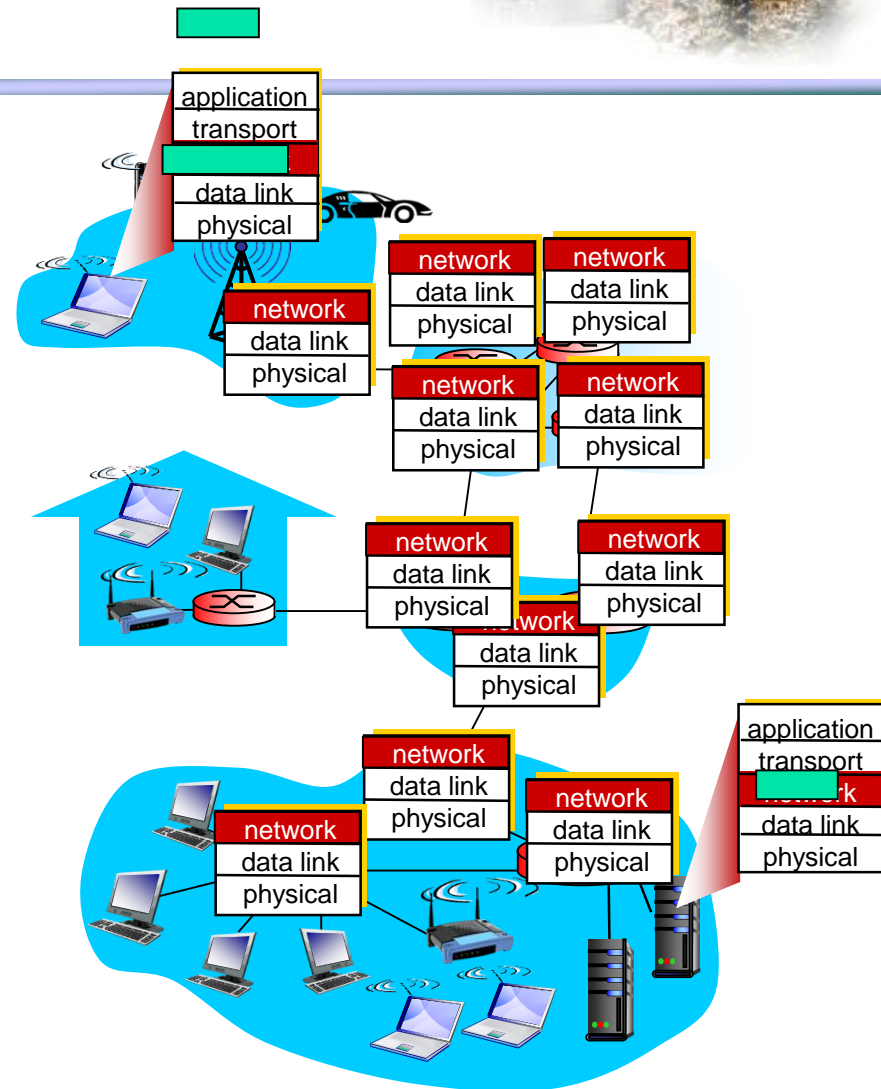 application
transport
data link
physical
network
data link
physical
network
data link
physical
network
data link
physical
network
data link
physical
network
data link
physical
network
data link
physical
network
data link
physical
network
data link
physical
application
transport
data link
physical
network
data link
physical
network
data link
physical
network
data link
physical